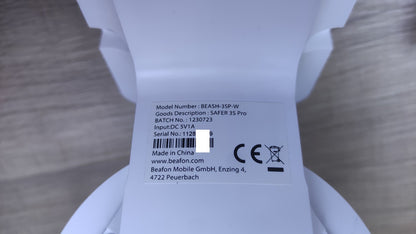 Model Number : BEASH-3SP-W
Goods Description : SAFER 3S Pro
BATCH No. : 1230723
Input:DC 5V1A
Serial No.: 1128
Made in China
www.beafon.com
Beafon Mobile GmbH, Enzing 4,
4722 Peuerbach
CE